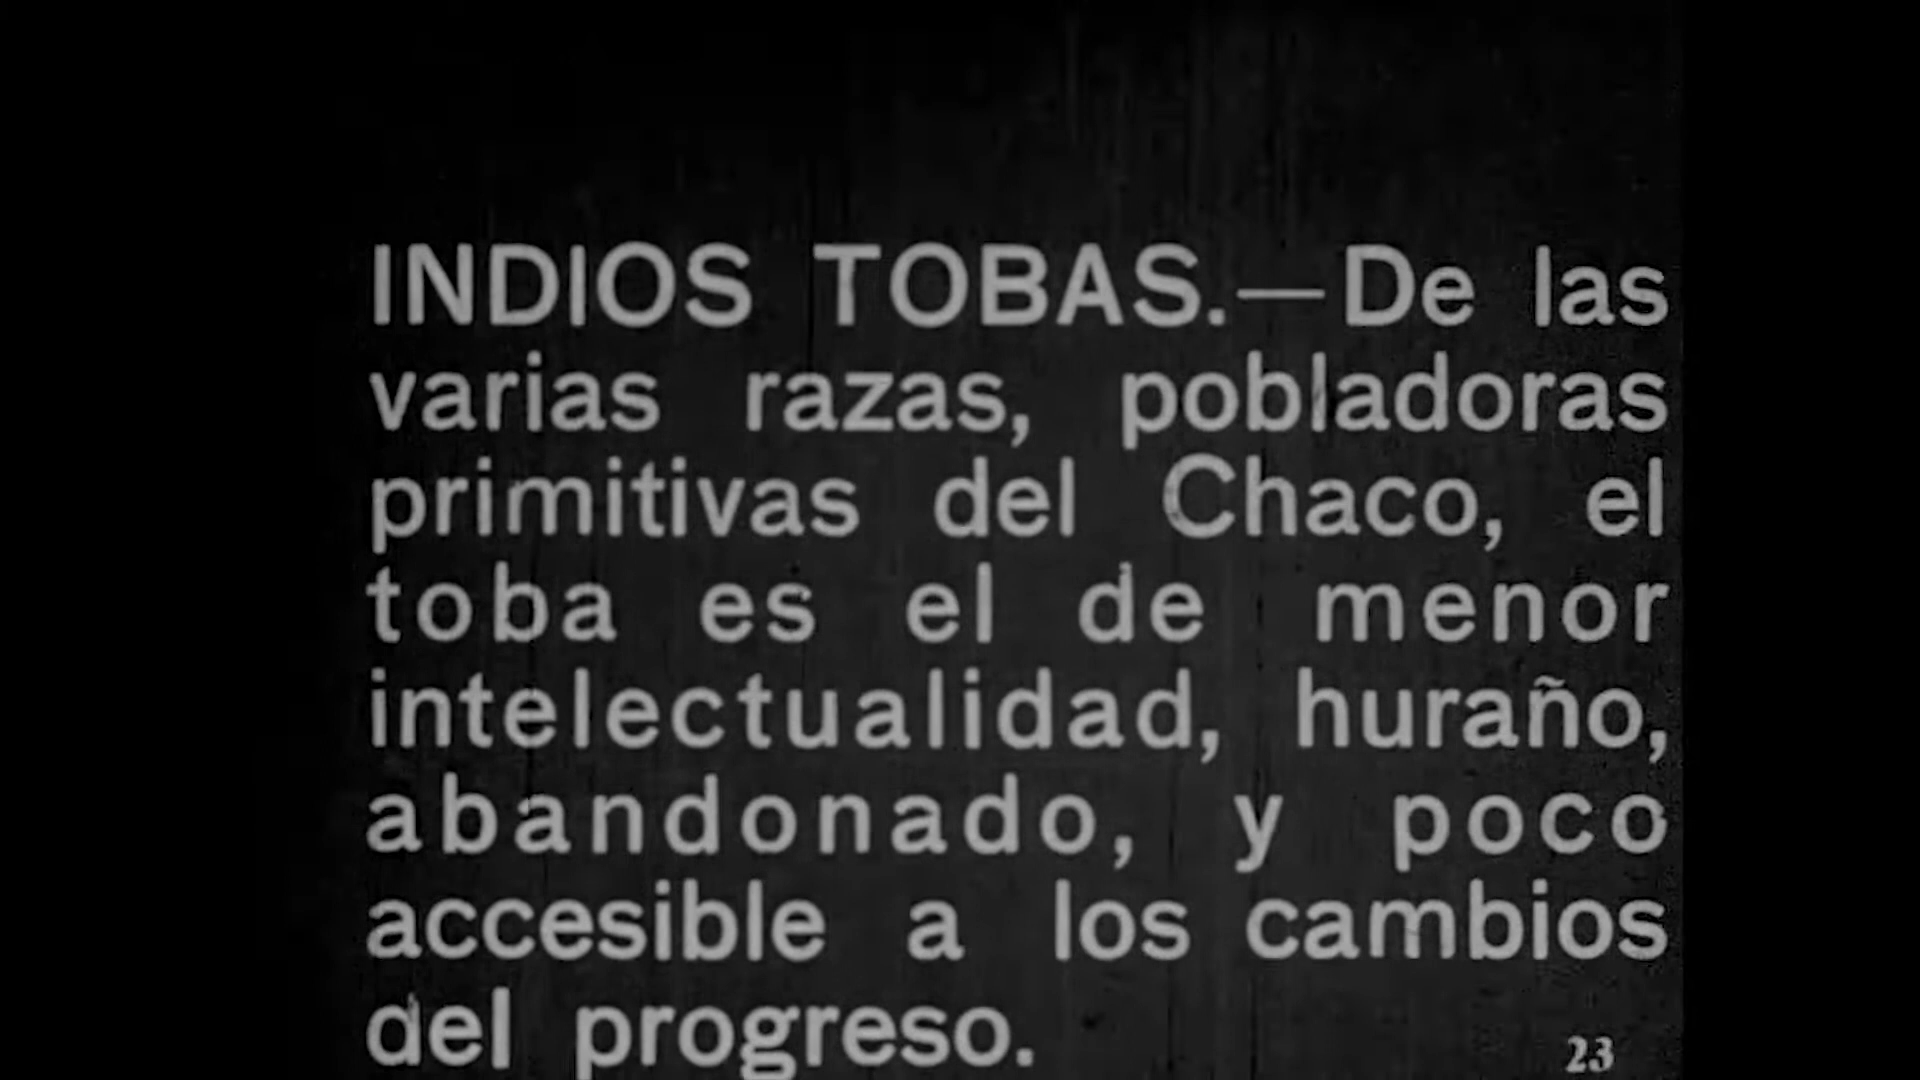 INDIOS TOBAS.—De las
varias razas, pobladoras
primitivas del Chaco, el
toba es el de menor
intelectualidad, huraño,
abandonado, y poco
accesible a los cambios
del progreso.
23